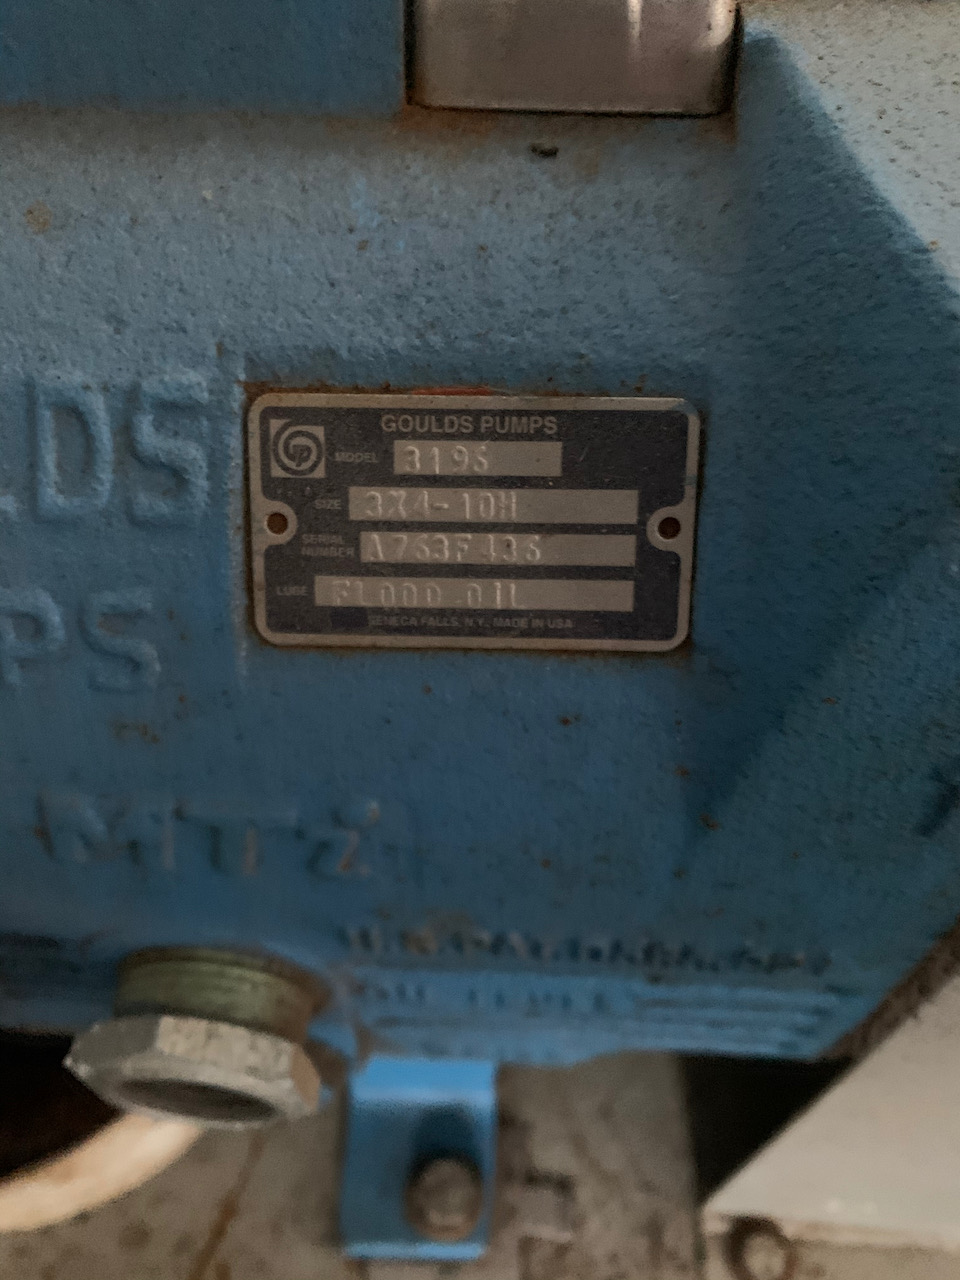 GOULDS PUMPS
MODEL 3196
SIZE 3X4-10H
SERIAL
NUMBER A763F436
LUBE FLOOD OIL
SENECA FALLS, N.Y., MADE IN USA
LDS
PS